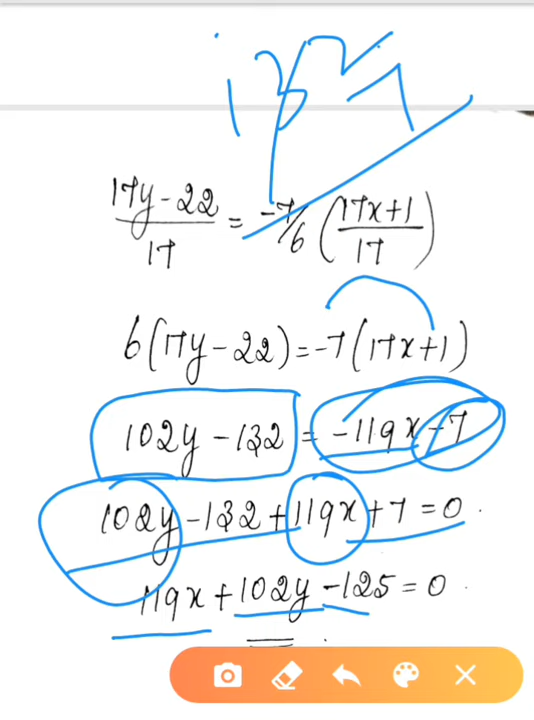 132 7
17y-22/17 = -7/6 (17x+1/17)
6(17y-22)=-7(17x+1)
102y-132 = -119x-7
102y-132+119x+7=0.
119x+102y-125=0.